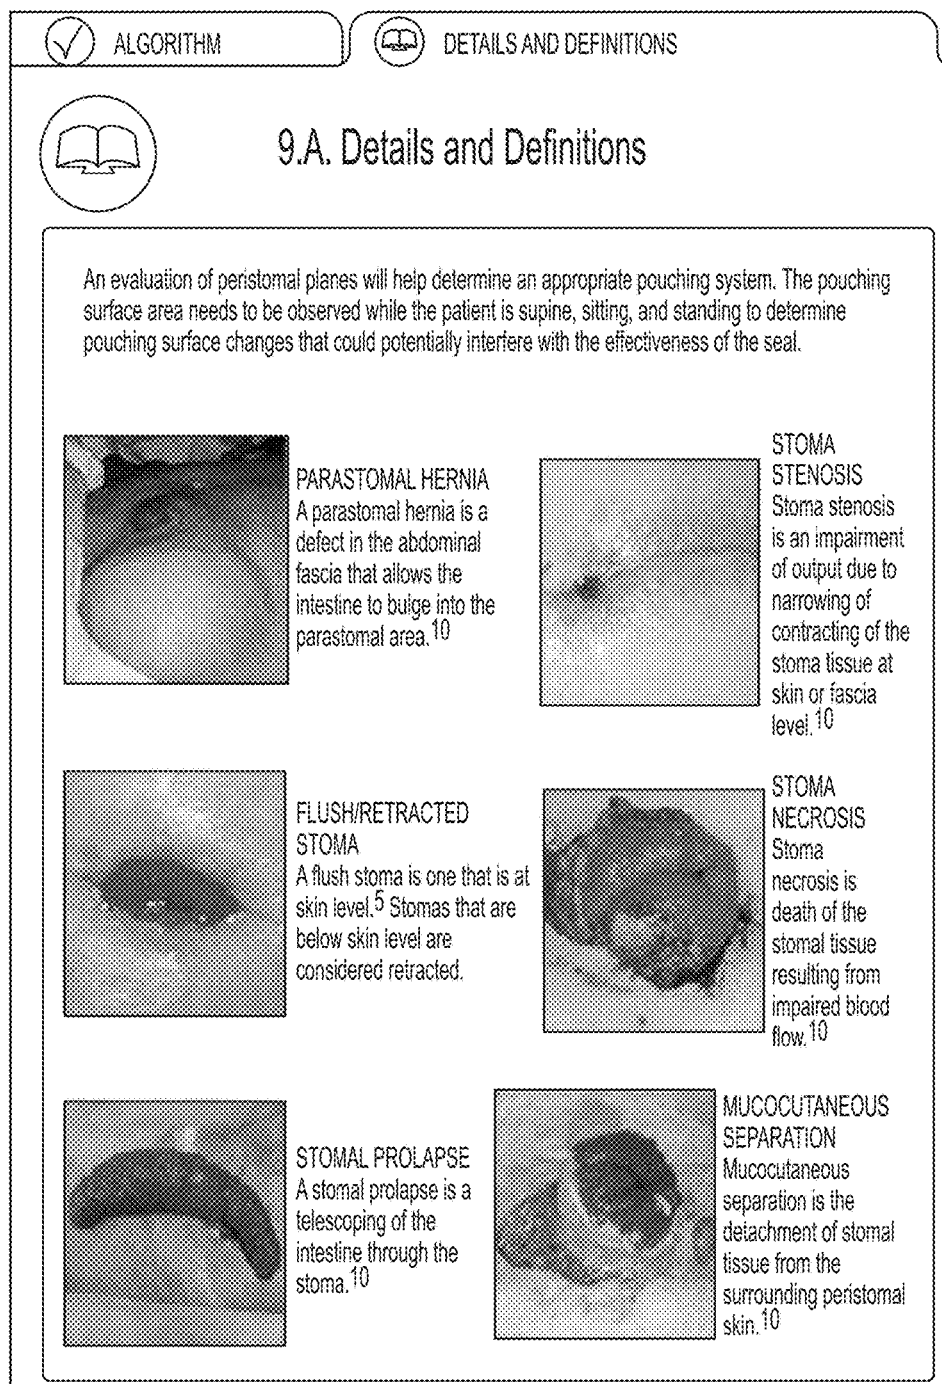 ALGORITHM
DETAILS AND DEFINITIONS
9.A. Details and Definitions
An evaluation of peristomal planes will help determine an appropriate pouching system. The pouching
surface area needs to be observed while the patient is supine, sitting, and standing to determine
pouching surface changes that could potentially interfere with the effectiveness of the seal.
PARASTOMAL HERNIA
A parastomal hernia is a
defect in the abdominal
fascia that allows the
intestine to bulge into the
parastomal area.10
STOMA
STENOSIS
Stoma stenosis
is an impairment
of output due to
narrowing of
contracting of the
stoma tissue at
skin or fascia
level.10
FLUSH/RETRACTED
STOMA
A flush stoma is one that is at
skin level.5 Stomas that are
below skin level are
considered retracted.
STOMA
NECROSIS
Stoma
necrosis is
death of the
stomal tissue
resulting from
impaired blood
flow.10
STOMAL PROLAPSE
A stomal prolapse is a
telescoping of the
intestine through the
stoma.10
MUCOCUTANEOUS
SEPARATION
Mucocutaneous
separation is the
detachment of stomal
tissue from the
surrounding peristomal
skin.10